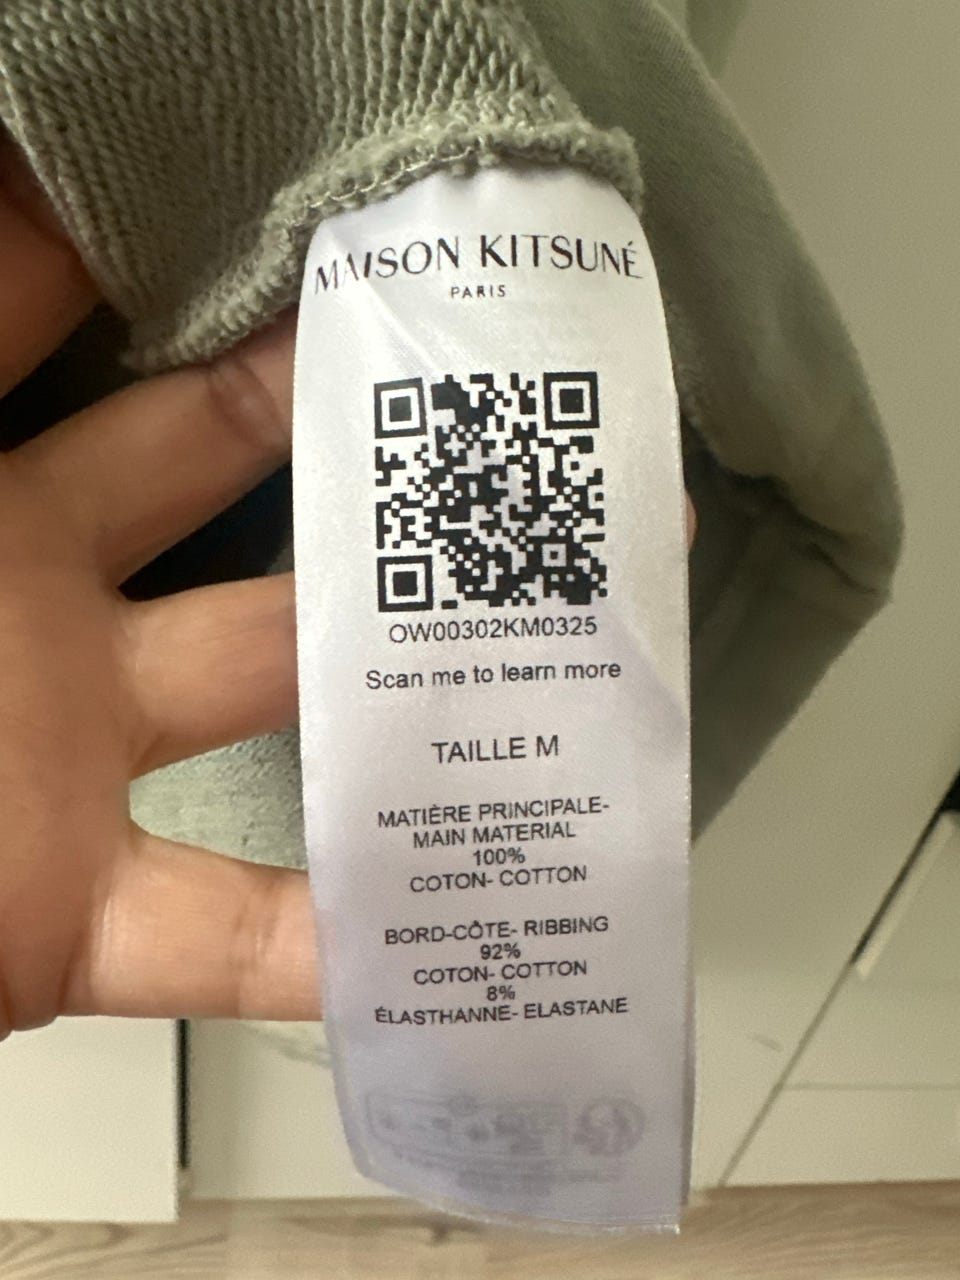 MAISON KITSUNÉ
PARIS
OW00302KM0325
Scan me to learn more
TAILLE M
MATIÈRE PRINCIPALE-
MAIN MATERIAL
100%
COTON- COTTON
BORD-CÔTE- RIBBING
92%
COTON- COTTON
8%
ÉLASTHANNE- ELASTANE